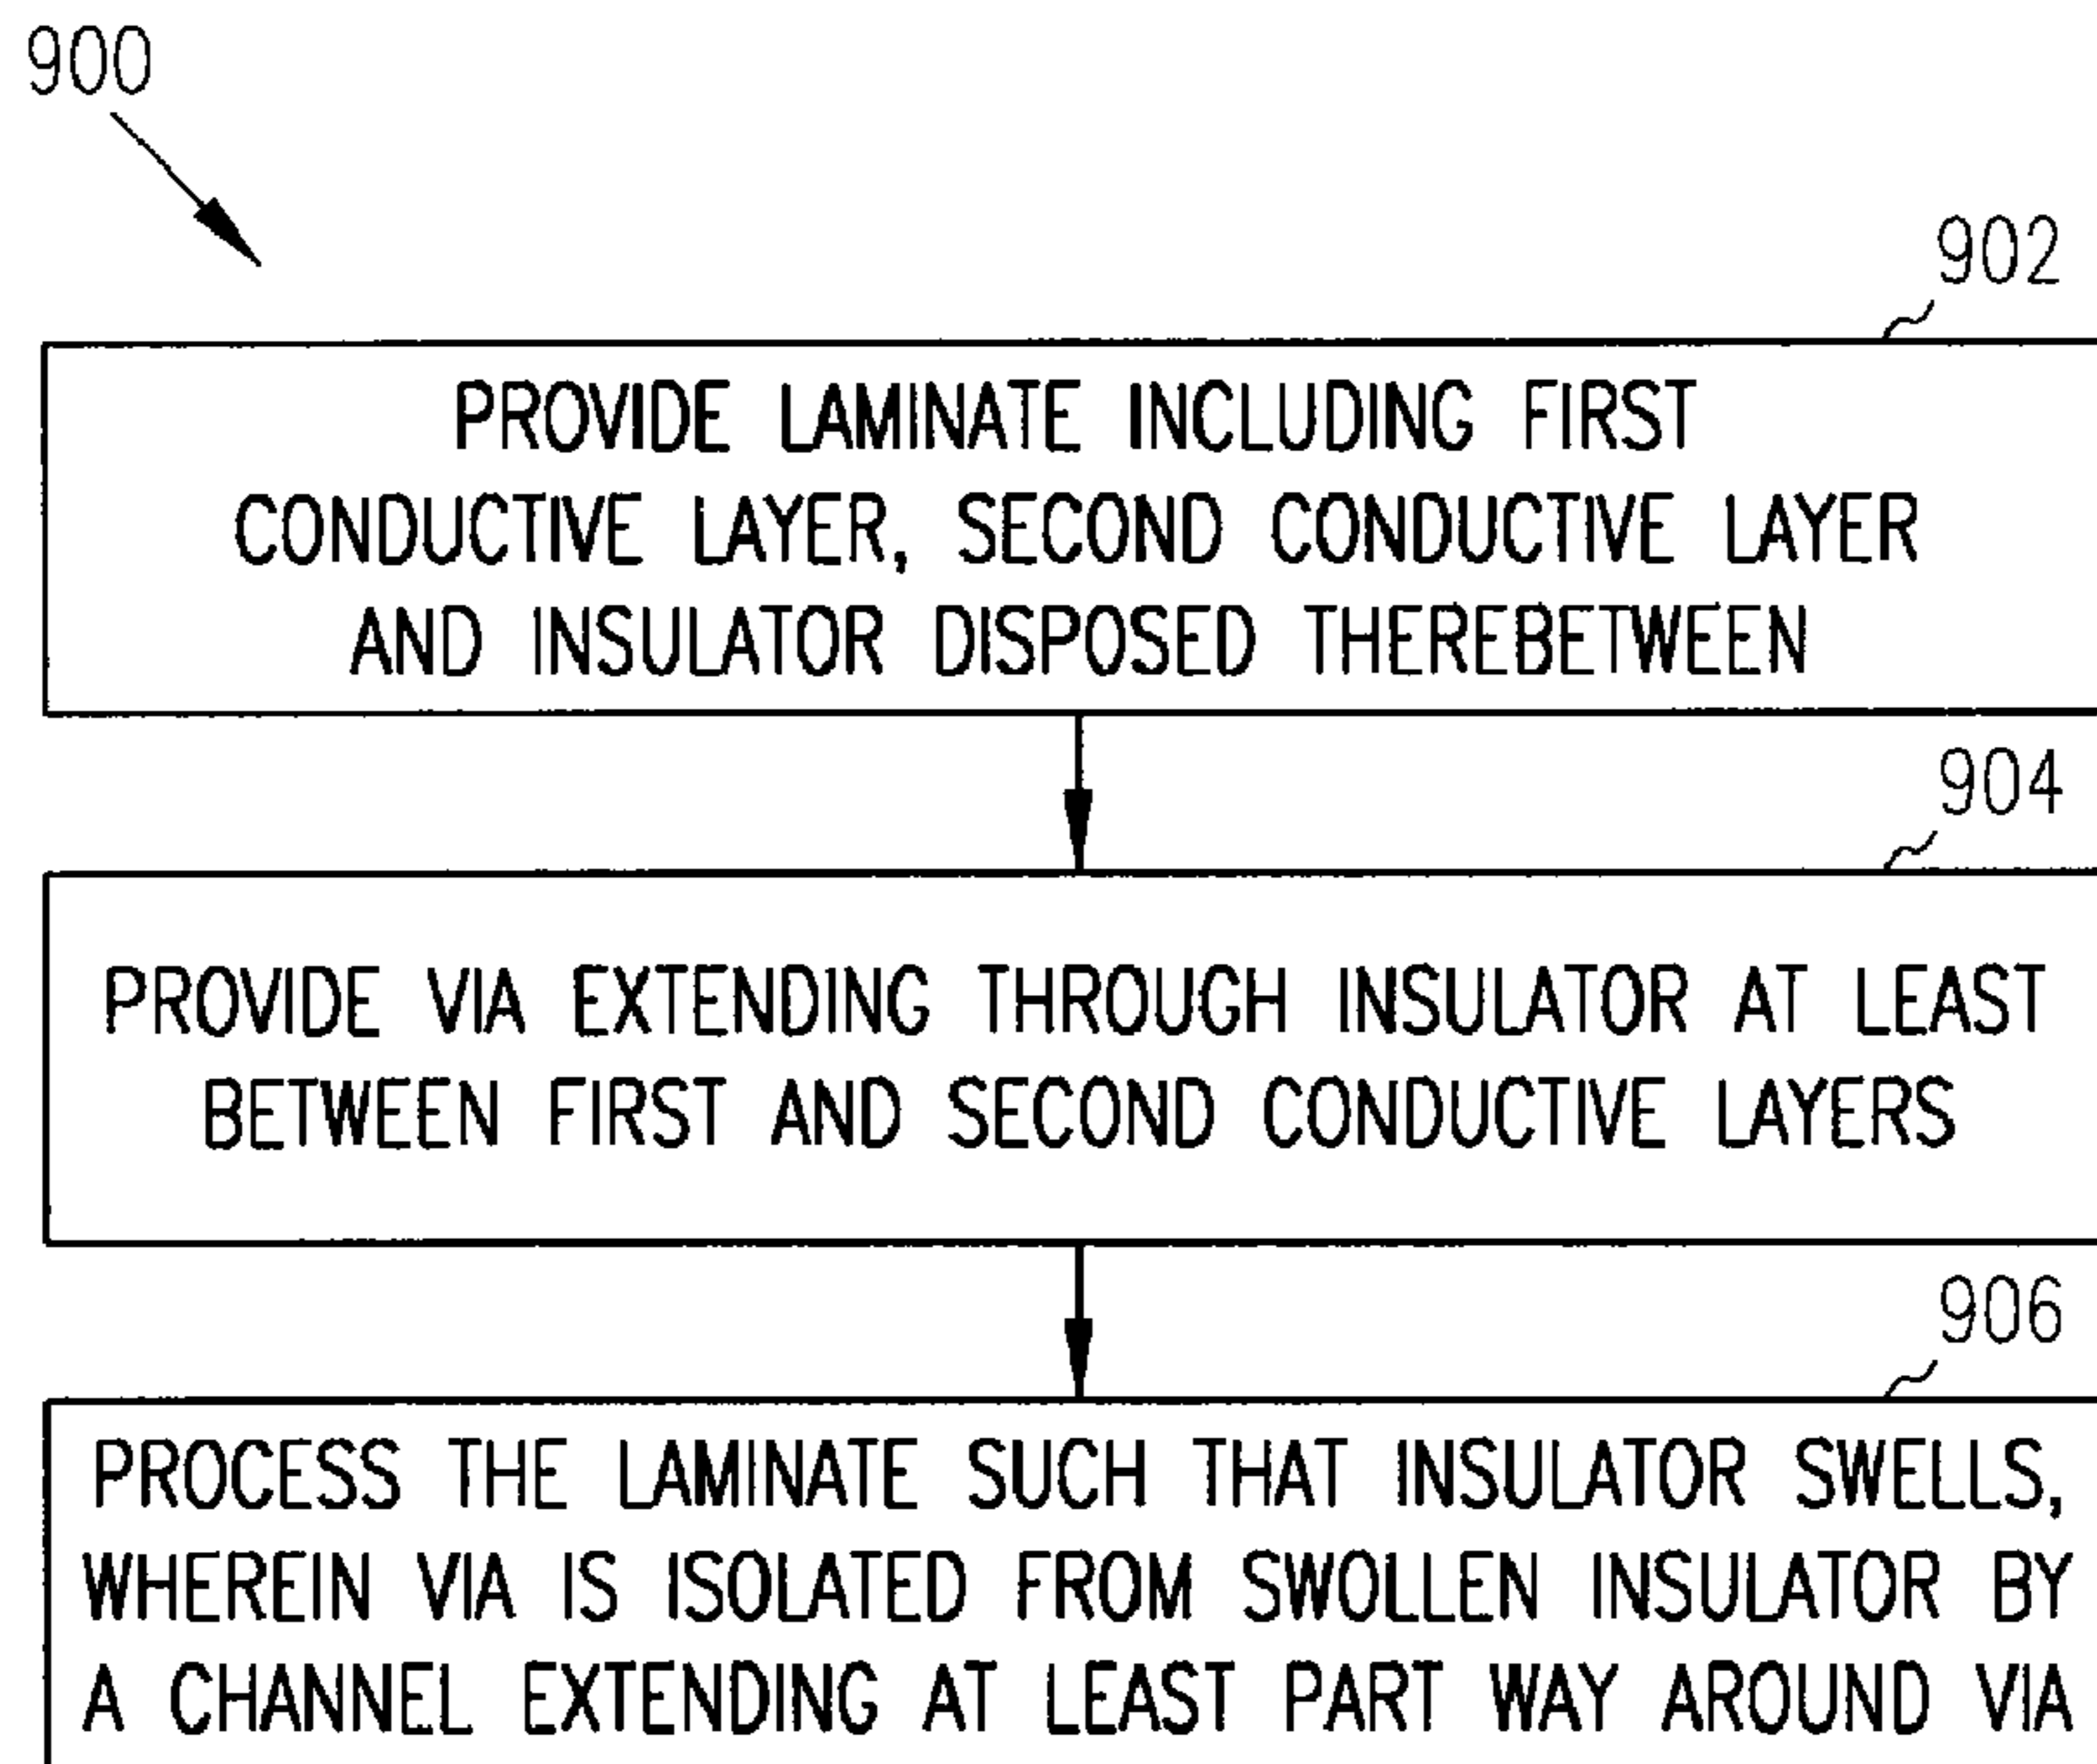 900
902
PROVIDE LAMINATE INCLUDING FIRST
CONDUCTIVE LAYER, SECOND CONDUCTIVE LAYER
AND INSULATOR DISPOSED THEREBETWEEN
904
PROVIDE VIA EXTENDING THROUGH INSULATOR AT LEAST
BETWEEN FIRST AND SECOND CONDUCTIVE LAYERS
906
PROCESS THE LAMINATE SUCH THAT INSULATOR SWELLS,
WHEREIN VIA IS ISOLATED FROM SWOLLEN INSULATOR BY
A CHANNEL EXTENDING AT LEAST PART WAY AROUND VIA